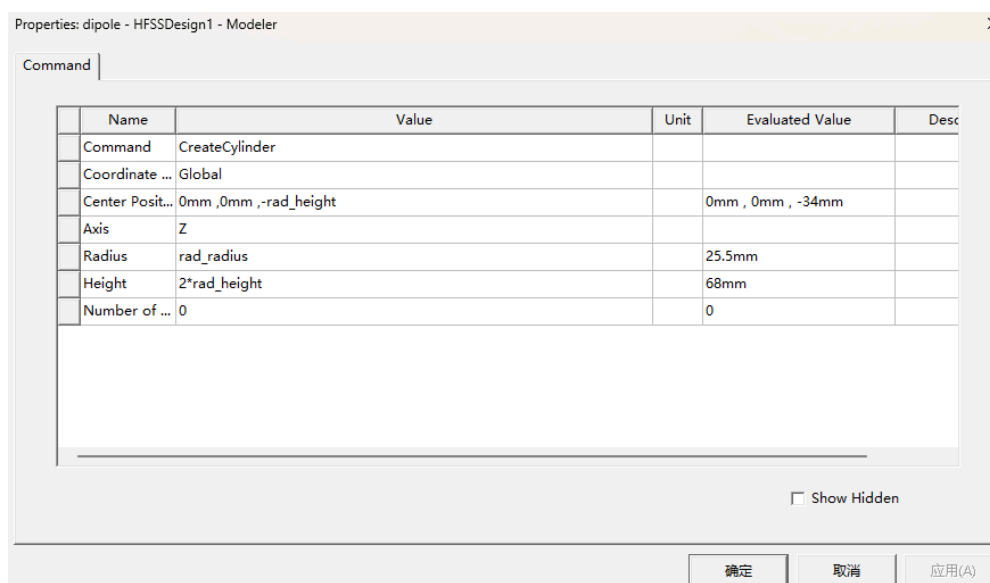 Properties: dipole - HFSSDesign1 - Modeler
Command
Name Value Unit Evaluated Value Desc
Command CreateCylinder
Coordinate ... Global
Center Posit... 0mm ,0mm ,-rad_height 0mm , 0mm , -34mm
Axis Z
Radius rad_radius 25.5mm
Height 2*rad_height 68mm
Number of ... 0 0
Show Hidden
确定 取消 应用(A)